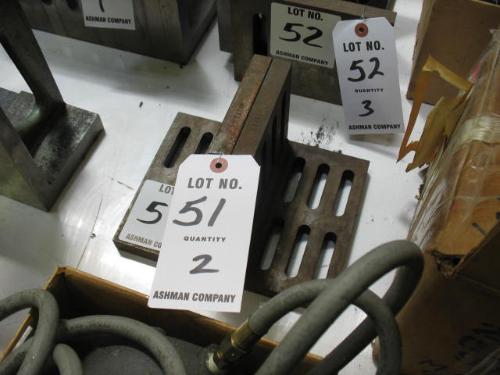 ASHMAN COMPANY
LOT NO.
52
ASHMAN COMPANY
LOT NO.
52
QUANTITY
3
ASHMAN COMPANY
LOT NO.
51
QUANTITY
2
ASHMAN COMPANY
5